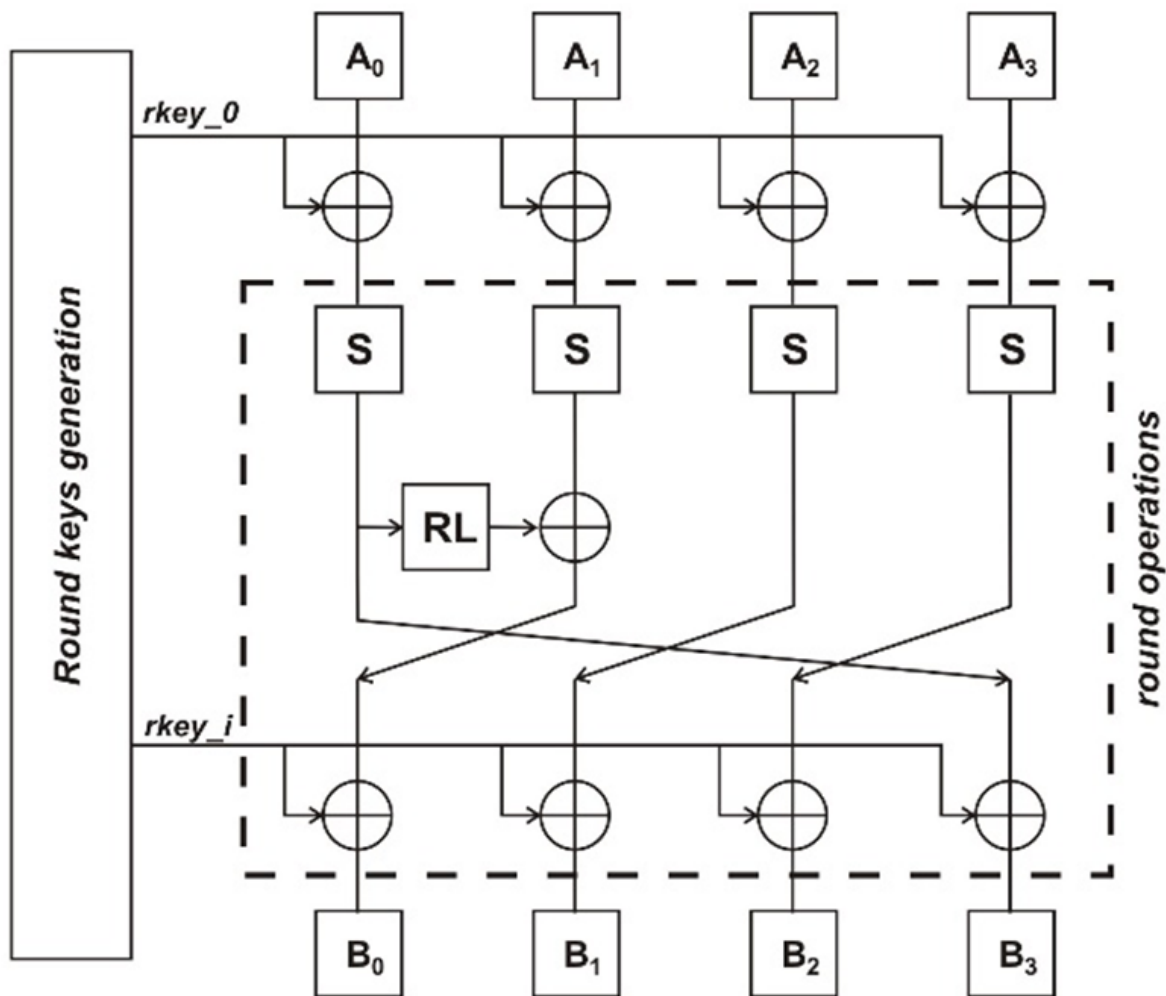 A₀ A₁ A₂ A₃
rkey_0
Round keys generation
S S S S
RL
round operations
rkey_i
B₀ B₁ B₂ B₃